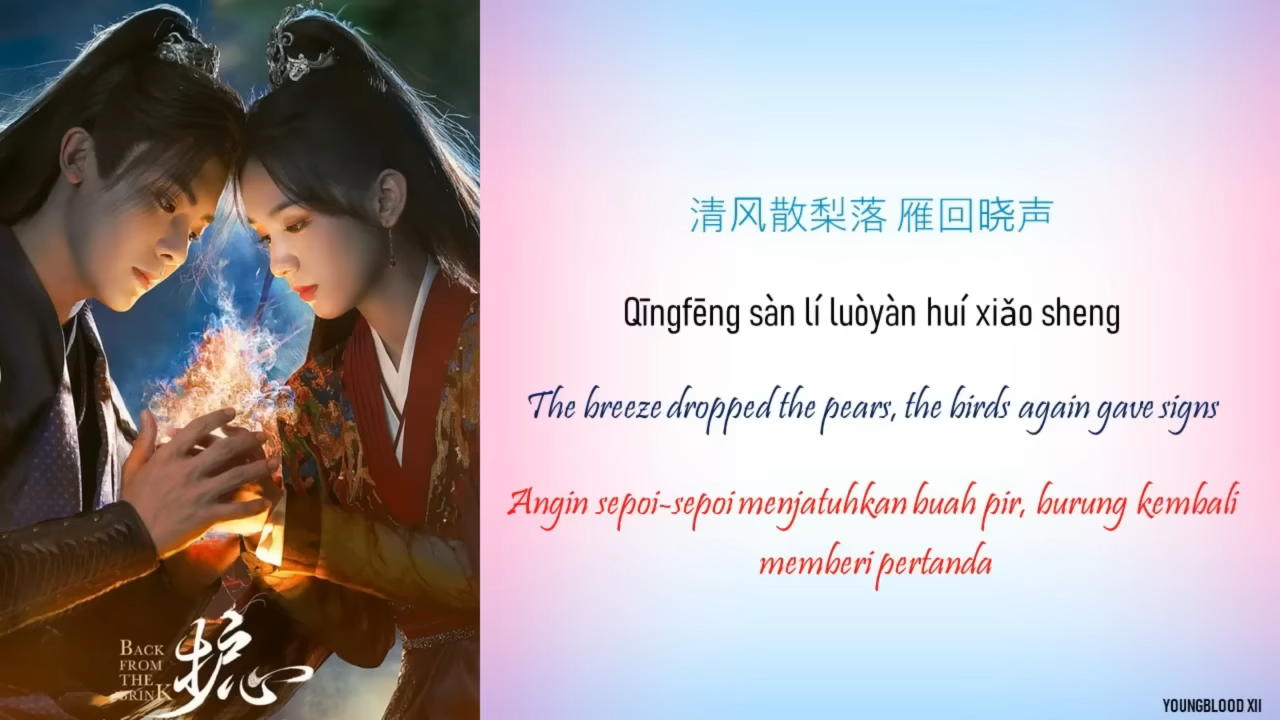 清风散梨落 雁回晓声
Qīngfēng sàn lí luòyàn huí xiǎo sheng
The breeze dropped the pears, the birds again gave signs
Angin sepoi-sepoi menjatuhkan buah pir, burung kembali
memberi pertanda
BACK
FROM
THE
BRINK
护心
YOUNGBLOOD XII